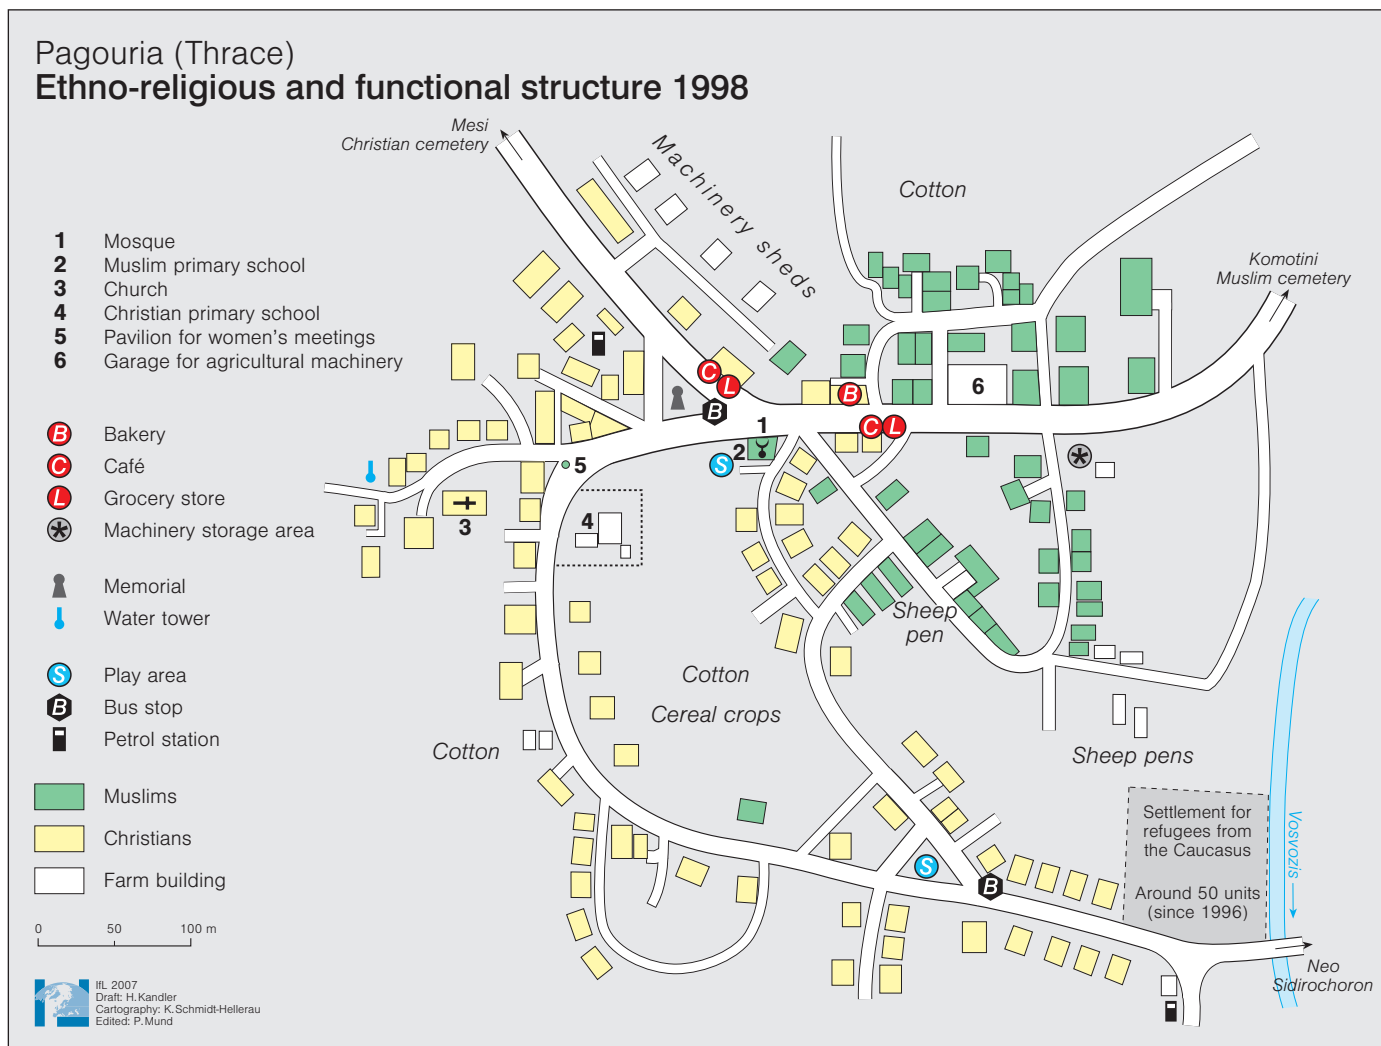 Pagouria (Thrace)
Ethno-religious and functional structure 1998
Mesi
Christian cemetery
Machinery sheds
Cotton
Komotini
Muslim cemetery
1 Mosque
2 Muslim primary school
3 Church
4 Christian primary school
5 Pavilion for women's meetings
6 Garage for agricultural machinery
B Bakery
C Café
L Grocery store
Machinery storage area
Memorial
Water tower
S Play area
B Bus stop
Petrol station
Muslims
Christians
Farm building
0 50 100 m
IfL 2007
Draft: H.Kandler
Cartography: K.Schmidt-Hellerau
Edited: P.Mund
C
L
B
B
6
C
L
1
2
S
5
3
4
Sheep
pen
Cotton
Cereal crops
Cotton
Sheep pens
Settlement for
refugees from
the Caucasus
Around 50 units
(since 1996)
Vosvozis
S
B
Neo
Sidirochoron